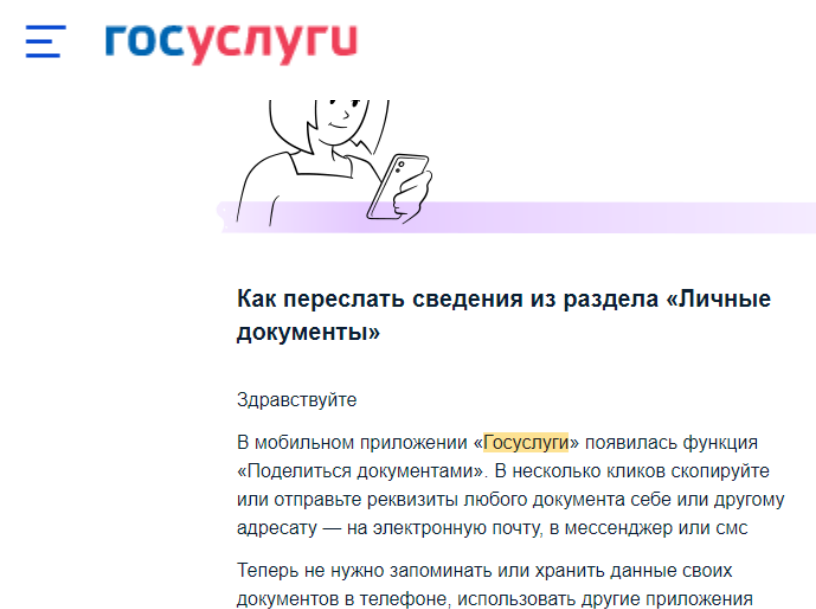 госуслуги
Как переслать сведения из раздела «Личные
документы»
Здравствуйте
В мобильном приложении «Госуслуги» появилась функция
«Поделиться документами». В несколько кликов скопируйте
или отправьте реквизиты любого документа себе или другому
адресату — на электронную почту, в мессенджер или смс
Теперь не нужно запоминать или хранить данные своих
документов в телефоне, использовать другие приложения